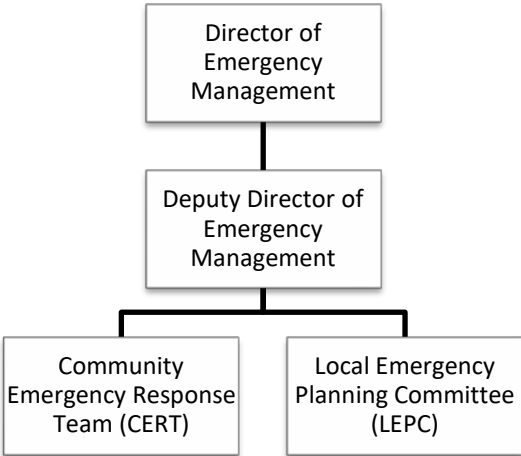 Director of
Emergency
Management
Deputy Director of
Emergency
Management
Community
Emergency Response
Team (CERT)
Local Emergency
Planning Committee
(LEPC)